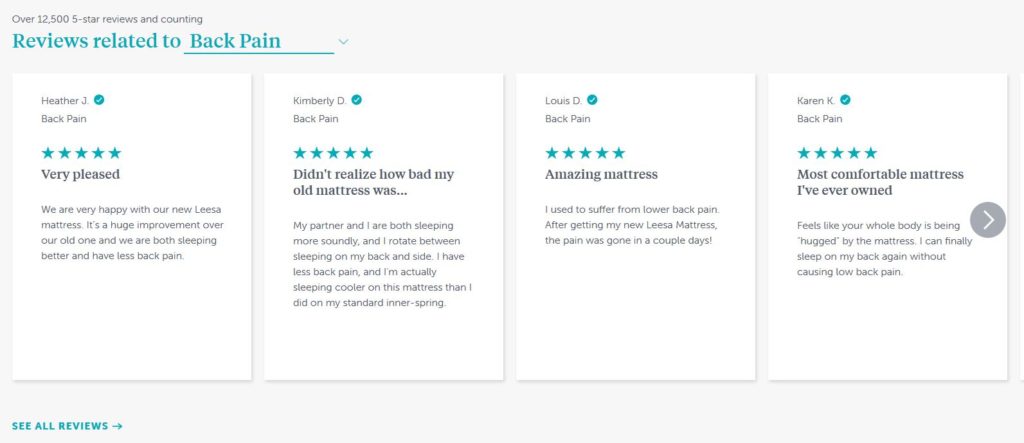 Over 12,500 5-star reviews and counting
Reviews related to Back Pain
Heather J.
Back Pain
Very pleased
We are very happy with our new Leesa
mattress. It's a huge improvement over
our old one and we are both sleeping
better and have less back pain.
Kimberly D.
Back Pain
Didn't realize how bad my
old mattress was...
My partner and I are both sleeping
more soundly, and I rotate between
sleeping on my back and side. I have
less back pain, and I'm actually
sleeping cooler on this mattress than I
did on my standard inner-spring.
Louis D.
Back Pain
Amazing mattress
I used to suffer from lower back pain.
After getting my new Leesa Mattress,
the pain was gone in a couple days!
Karen K.
Back Pain
Most comfortable mattress
I've ever owned
Feels like your whole body is being
"hugged" by the mattress. I can finally
sleep on my back again without
causing low back pain.
SEE ALL REVIEWS →